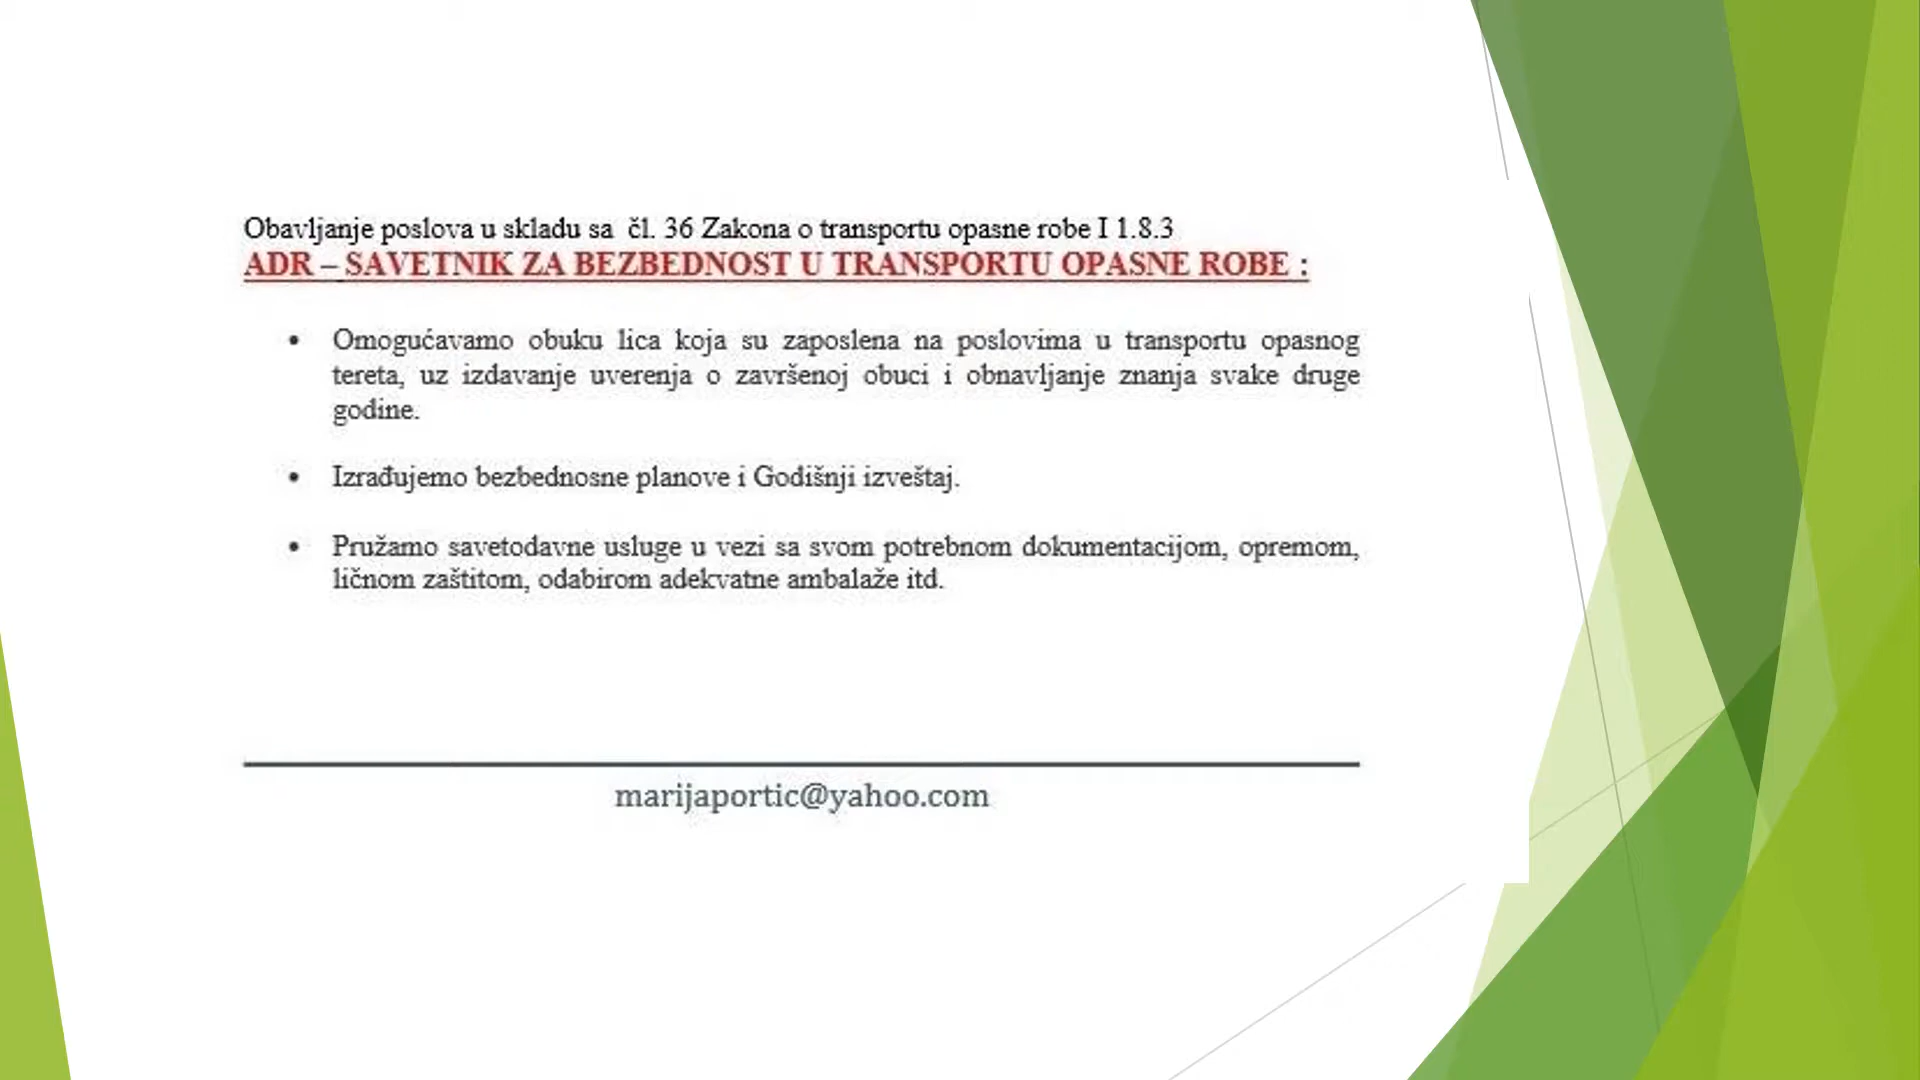 Obavljanje poslova u skladu sa čl. 36 Zakona o transportu opasne robe I 1.8.3
ADR – SAVETNIK ZA BEZBEDNOST U TRANSPORTU OPASNE ROBE :
• Omogućavamo obuku lica koja su zaposlena na poslovima u transportu opasnog
tereta, uz izdavanje uverenja o završenoj obuci i obnavljanje znanja svake druge
godine.
• Izrađujemo bezbednosne planove i Godišnji izveštaj.
• Pružamo savetodavne usluge u vezi sa svom potrebnom dokumentacijom, opremom,
ličnom zaštitom, odabirom adekvatne ambalaže itd.
marijaportic@yahoo.com